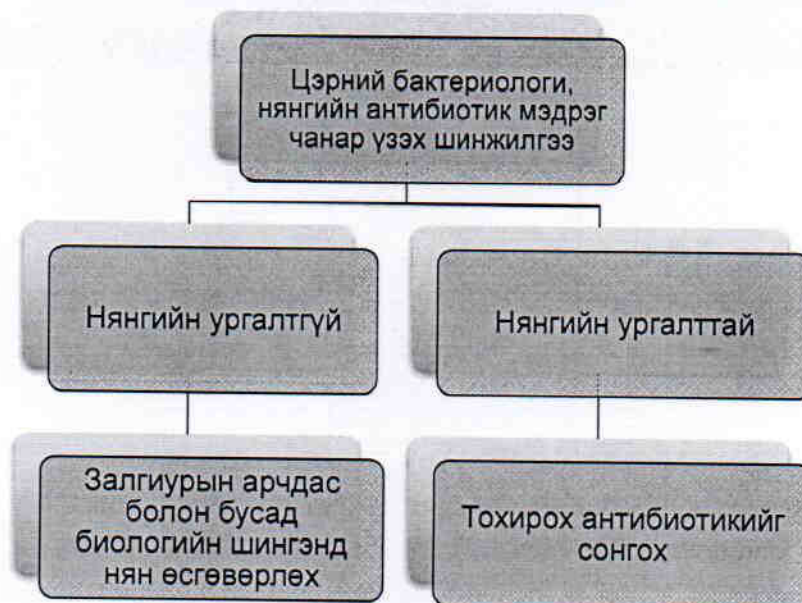 Цэрний бактериологи,
нянгийн антибиотик мэдрэг
чанар үзэх шинжилгээ
Нянгийн ургалтгүй
Нянгийн ургалттай
Залгиурын арчдас
болон бусад
биологийн шингэнд
нян өсгөвөрлөх
Тохирох антибиотикийг
сонгох